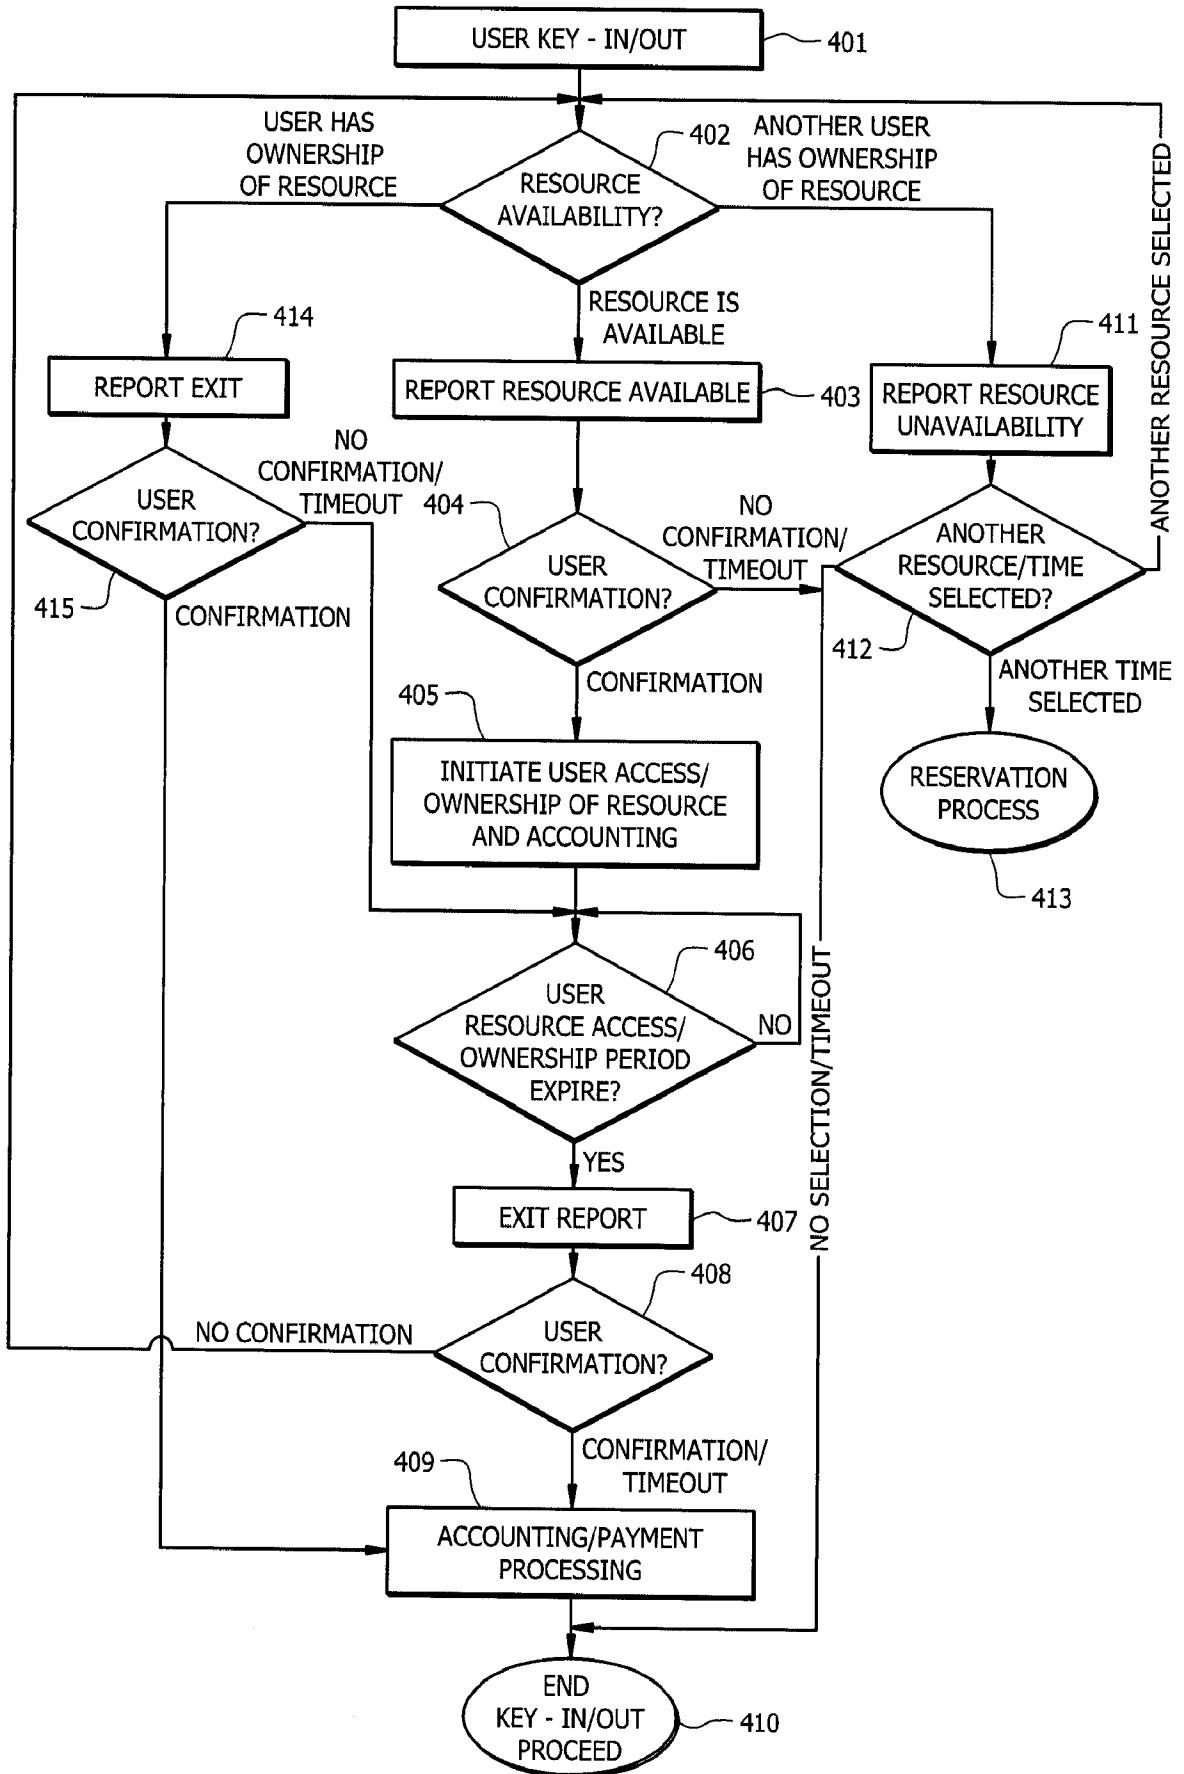 USER KEY - IN/OUT
401
USER HAS
OWNERSHIP
OF RESOURCE
402
ANOTHER USER
HAS OWNERSHIP
OF RESOURCE
RESOURCE
AVAILABILITY?
ANOTHER RESOURCE SELECTED
RESOURCE IS
AVAILABLE
414
411
REPORT EXIT
REPORT RESOURCE AVAILABLE
403
REPORT RESOURCE
UNAVAILABILITY
NO
CONFIRMATION/
TIMEOUT
USER
CONFIRMATION?
415
CONFIRMATION
404
USER
CONFIRMATION?
NO
CONFIRMATION/
TIMEOUT
ANOTHER
RESOURCE/TIME
SELECTED?
412
ANOTHER TIME
SELECTED
CONFIRMATION
405
INITIATE USER ACCESS/
OWNERSHIP OF RESOURCE
AND ACCOUNTING
RESERVATION
PROCESS
413
406
USER
RESOURCE ACCESS/
OWNERSHIP PERIOD
EXPIRE?
NO
NO SELECTION/TIMEOUT
YES
EXIT REPORT
407
408
USER
CONFIRMATION?
NO CONFIRMATION
CONFIRMATION/
TIMEOUT
409
ACCOUNTING/PAYMENT
PROCESSING
END
KEY - IN/OUT
PROCEED
410